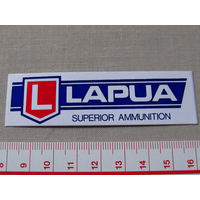 L LAPUA
SUPERIOR AMMUNITION
8 9 10 11 12 13 14 15 16